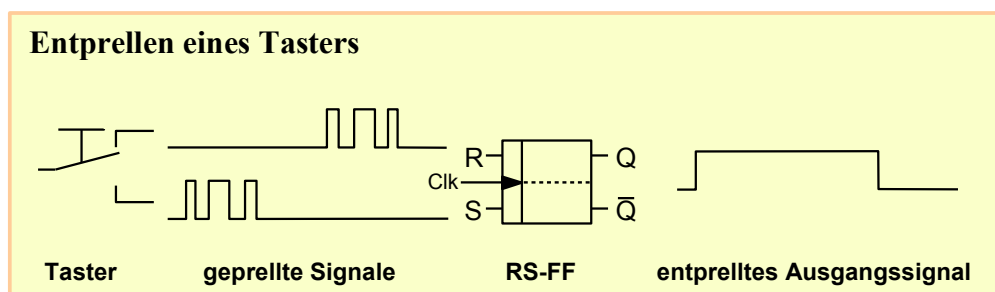 Entprellen eines Tasters
R
Q
Clk
S
Q̅
Taster
geprellte Signale
RS-FF
entprelltes Ausgangssignal